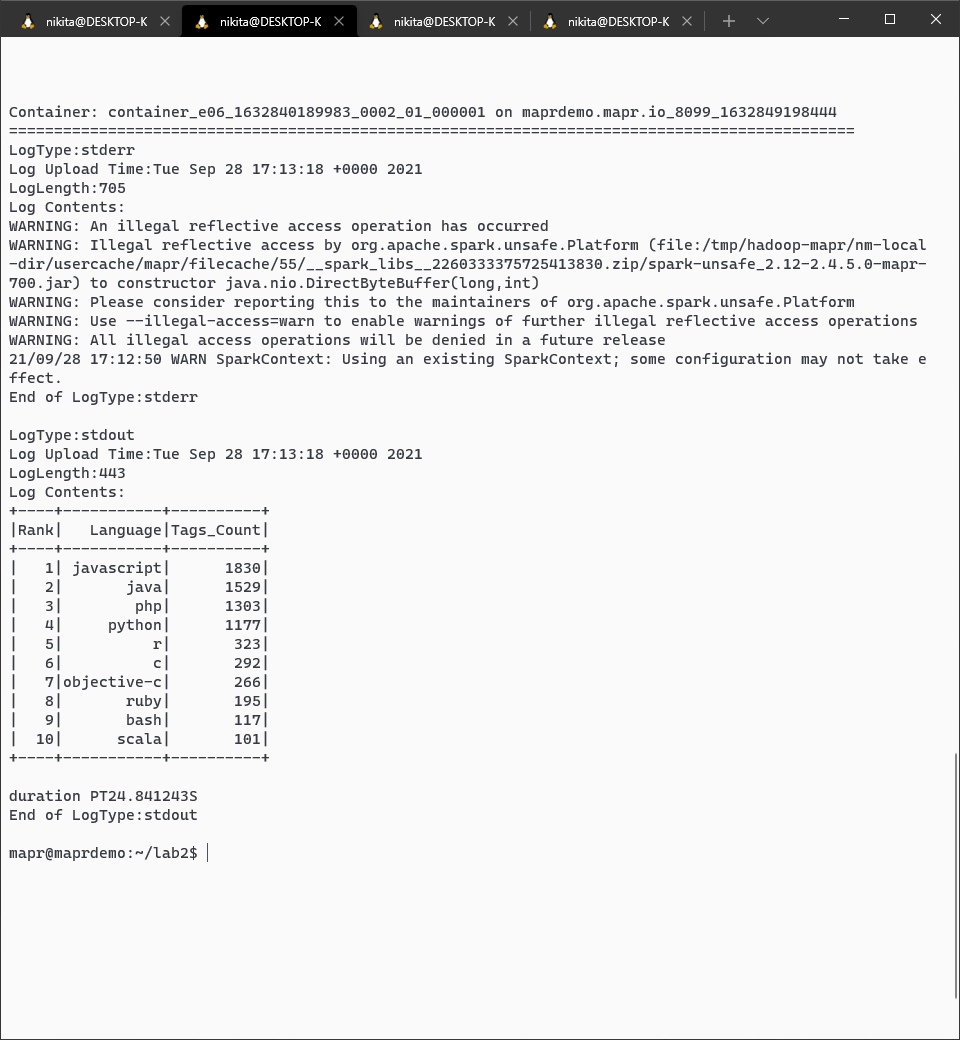 nikita@DESKTOP-K nikita@DESKTOP-K nikita@DESKTOP-K nikita@DESKTOP-K
Container: container_e06_1632840189983_0002_01_000001 on maprdemo.mapr.io_8099_1632849198444
==============================================================================================
LogType:stderr
Log Upload Time:Tue Sep 28 17:13:18 +0000 2021
LogLength:705
Log Contents:
WARNING: An illegal reflective access operation has occurred
WARNING: Illegal reflective access by org.apache.spark.unsafe.Platform (file:/tmp/hadoop-mapr/nm-local
-dir/usercache/mapr/filecache/55/__spark_libs__2260333375725413830.zip/spark-unsafe_2.12-2.4.5.0-mapr-
700.jar) to constructor java.nio.DirectByteBuffer(long,int)
WARNING: Please consider reporting this to the maintainers of org.apache.spark.unsafe.Platform
WARNING: Use --illegal-access=warn to enable warnings of further illegal reflective access operations
WARNING: All illegal access operations will be denied in a future release
21/09/28 17:12:50 WARN SparkContext: Using an existing SparkContext; some configuration may not take e
ffect.
End of LogType:stderr
LogType:stdout
Log Upload Time:Tue Sep 28 17:13:18 +0000 2021
LogLength:443
Log Contents:
+----+-----------+----------+
|Rank|   Language|Tags_Count|
+----+-----------+----------+
|   1| javascript|      1830|
|   2|       java|      1529|
|   3|        php|      1303|
|   4|     python|      1177|
|   5|          r|       323|
|   6|          c|       292|
|   7|objective-c|       266|
|   8|       ruby|       195|
|   9|       bash|       117|
|  10|      scala|       101|
+----+-----------+----------+
duration PT24.841243S
End of LogType:stdout
mapr@maprdemo:~/lab2$